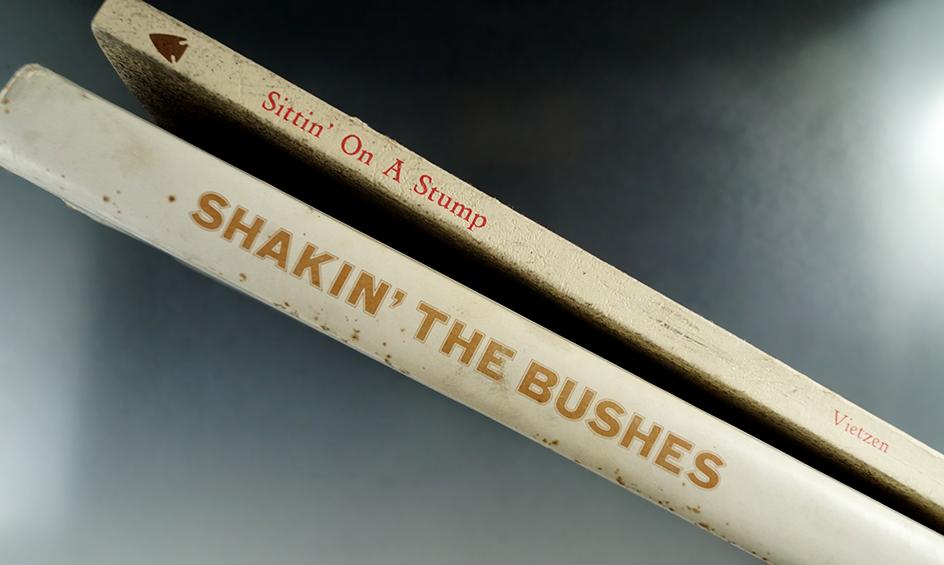 Sittin' On A Stump
Vietzen
SHAKIN' THE BUSHES